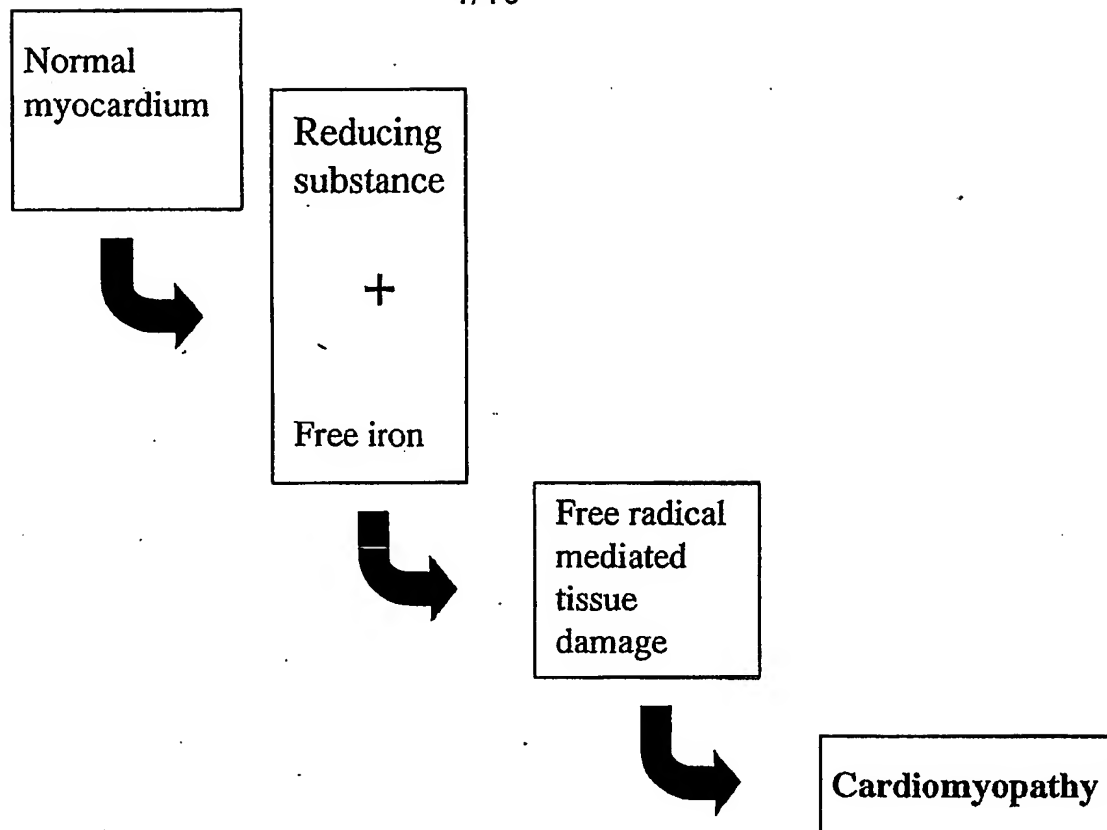 Normal
myocardium
Reducing
substance
+
Free iron
Free radical
mediated
tissue
damage
Cardiomyopathy